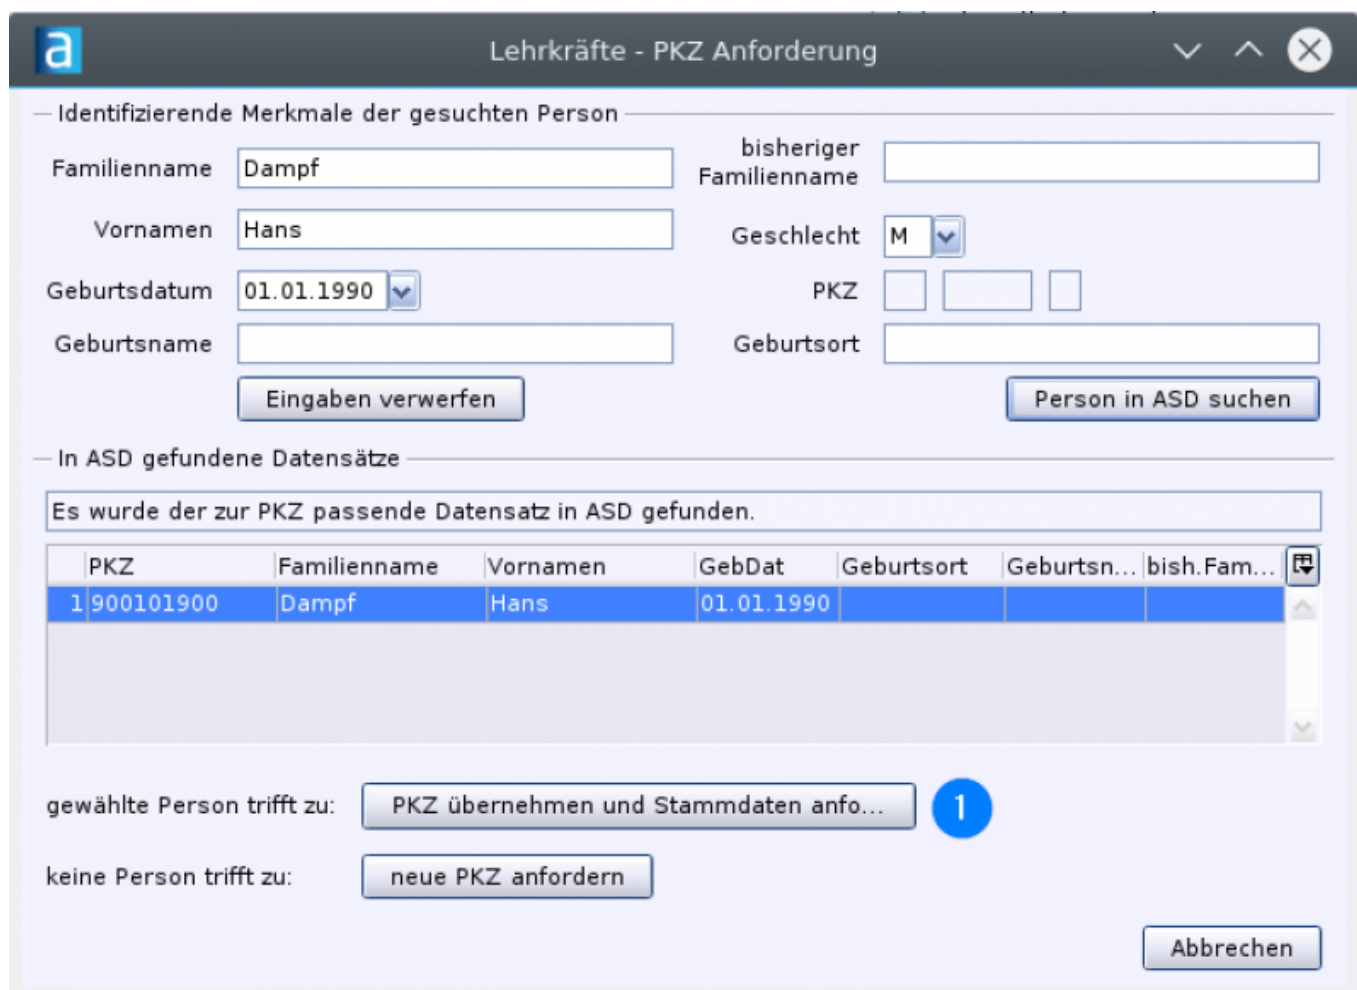 a
Lehrkräfte - PKZ Anforderung
Identifizierende Merkmale der gesuchten Person
Familienname Dampf
bisheriger
Familienname
Vornamen Hans
Geschlecht M
Geburtsdatum 01.01.1990
PKZ
Geburtsname
Geburtsort
Eingaben verwerfen
Person in ASD suchen
In ASD gefundene Datensätze
Es wurde der zur PKZ passende Datensatz in ASD gefunden.
PKZ Familienname Vornamen GebDat Geburtsort Geburtsn... bish.Fam...
1 900101900 Dampf Hans 01.01.1990
gewählte Person trifft zu: PKZ übernehmen und Stammdaten anfo... 1
keine Person trifft zu: neue PKZ anfordern
Abbrechen